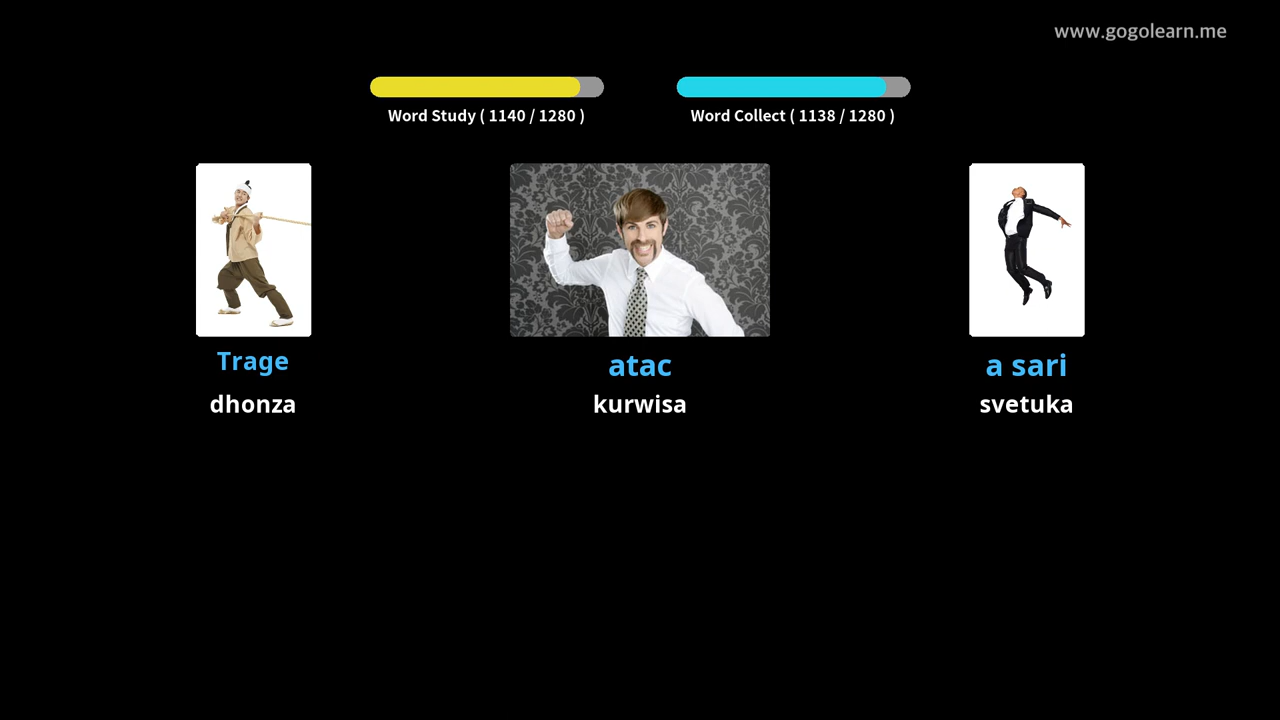 www.gogolearn.me
Word Study ( 1140 / 1280 )
Word Collect ( 1138 / 1280 )
Trage
atac
a sari
dhonza
kurwisa
svetuka